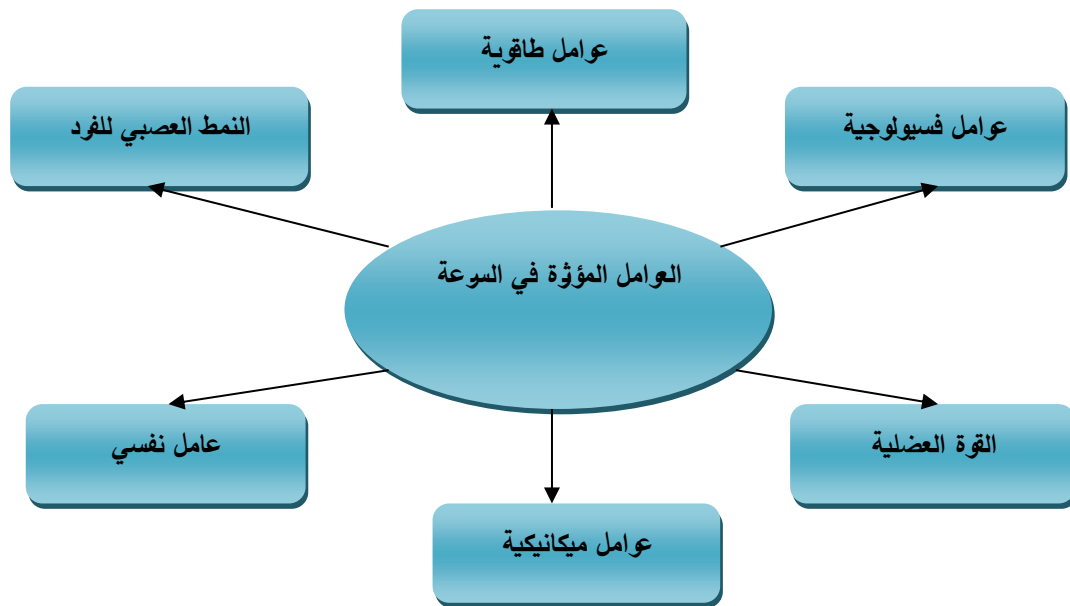 عوامل طاقوية
عوامل فسيولوجية
النمط العصبي للفرد
العوامل المؤثرة في السرعة
القوة العضلية
عامل نفسي
عوامل ميكانيكية